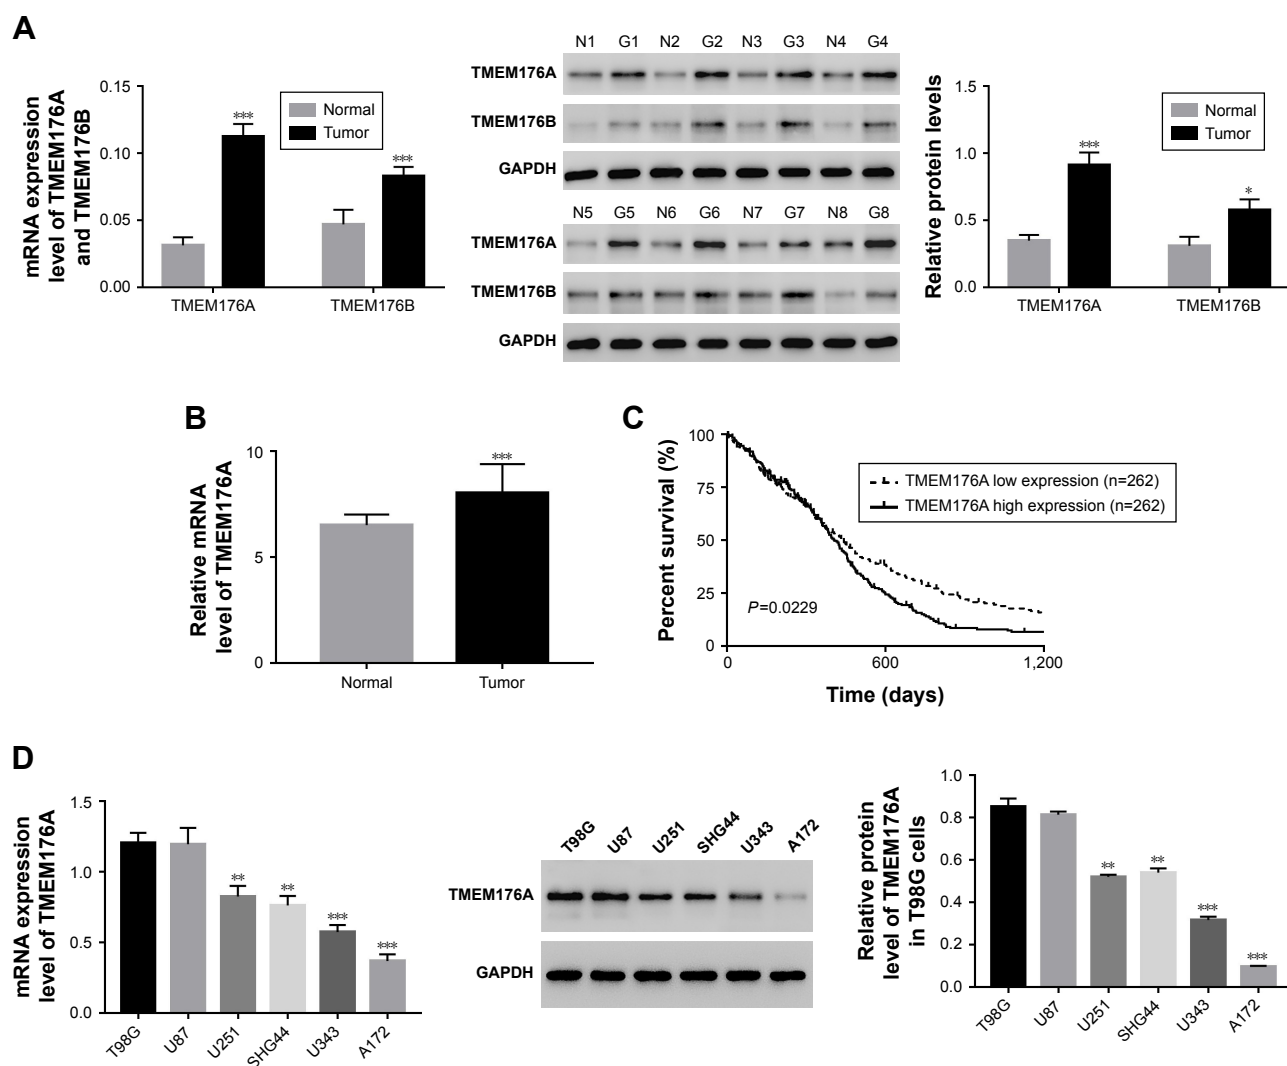 A
mRNA expression
level of TMEM176A
and TMEM176B
0.15
0.10
0.05
0.00
***
***
Normal
Tumor
TMEM176A
TMEM176B
N1 G1 N2 G2 N3 G3 N4 G4
TMEM176A
TMEM176B
GAPDH
N5 G5 N6 G6 N7 G7 N8 G8
TMEM176A
TMEM176B
GAPDH
Relative protein levels
1.5
1.0
0.5
0.0
***
*
Normal
Tumor
TMEM176A
TMEM176B
B
Relative mRNA
level of TMEM176A
10
5
0
***
Normal
Tumor
C
Percent survival (%)
100
75
50
25
0
TMEM176A low expression (n=262)
TMEM176A high expression (n=262)
P=0.0229
0
600
1,200
Time (days)
D
mRNA expression
level of TMEM176A
1.5
1.0
0.5
0.0
**
**
***
***
T98G
U87
U251
SHG44
U343
A172
T98G
U87
U251
SHG44
U343
A172
TMEM176A
GAPDH
Relative protein
level of TMEM176A
in T98G cells
1.0
0.8
0.6
0.4
0.2
0.0
**
**
***
***
T98G
U87
U251
SHG44
U343
A172